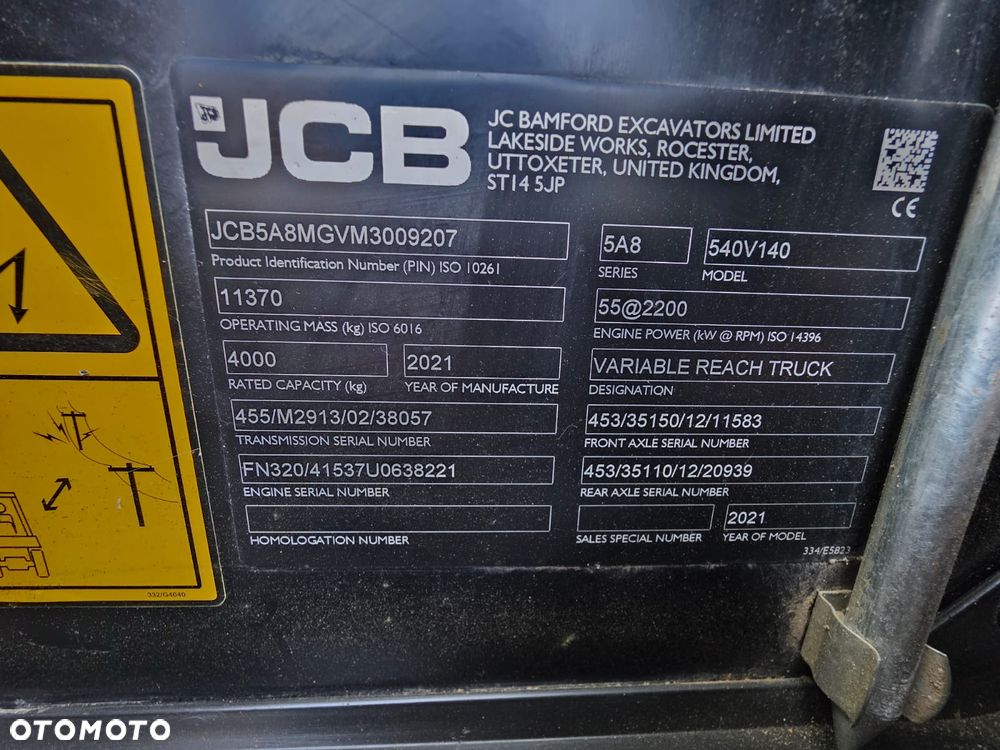 JCB
JC BAMFORD EXCAVATORS LIMITED
LAKESIDE WORKS, ROCESTER,
UTTOXETER, UNITED KINGDOM,
ST14 5JP
CE
JCB5A8MGVM3009207
Product Identification Number (PIN) ISO 10261
5A8
SERIES
540V140
MODEL
11370
OPERATING MASS (kg) ISO 6016
55@2200
ENGINE POWER (kW @ RPM) ISO 14396
4000
RATED CAPACITY (kg)
2021
YEAR OF MANUFACTURE
VARIABLE REACH TRUCK
DESIGNATION
455/M2913/02/38057
TRANSMISSION SERIAL NUMBER
453/35150/12/11583
FRONT AXLE SERIAL NUMBER
FN320/41537U0638221
ENGINE SERIAL NUMBER
453/35110/12/20939
REAR AXLE SERIAL NUMBER
HOMOLOGATION NUMBER
SALES SPECIAL NUMBER
2021
YEAR OF MODEL
334/E5823
332/G4040
OTOMOTO